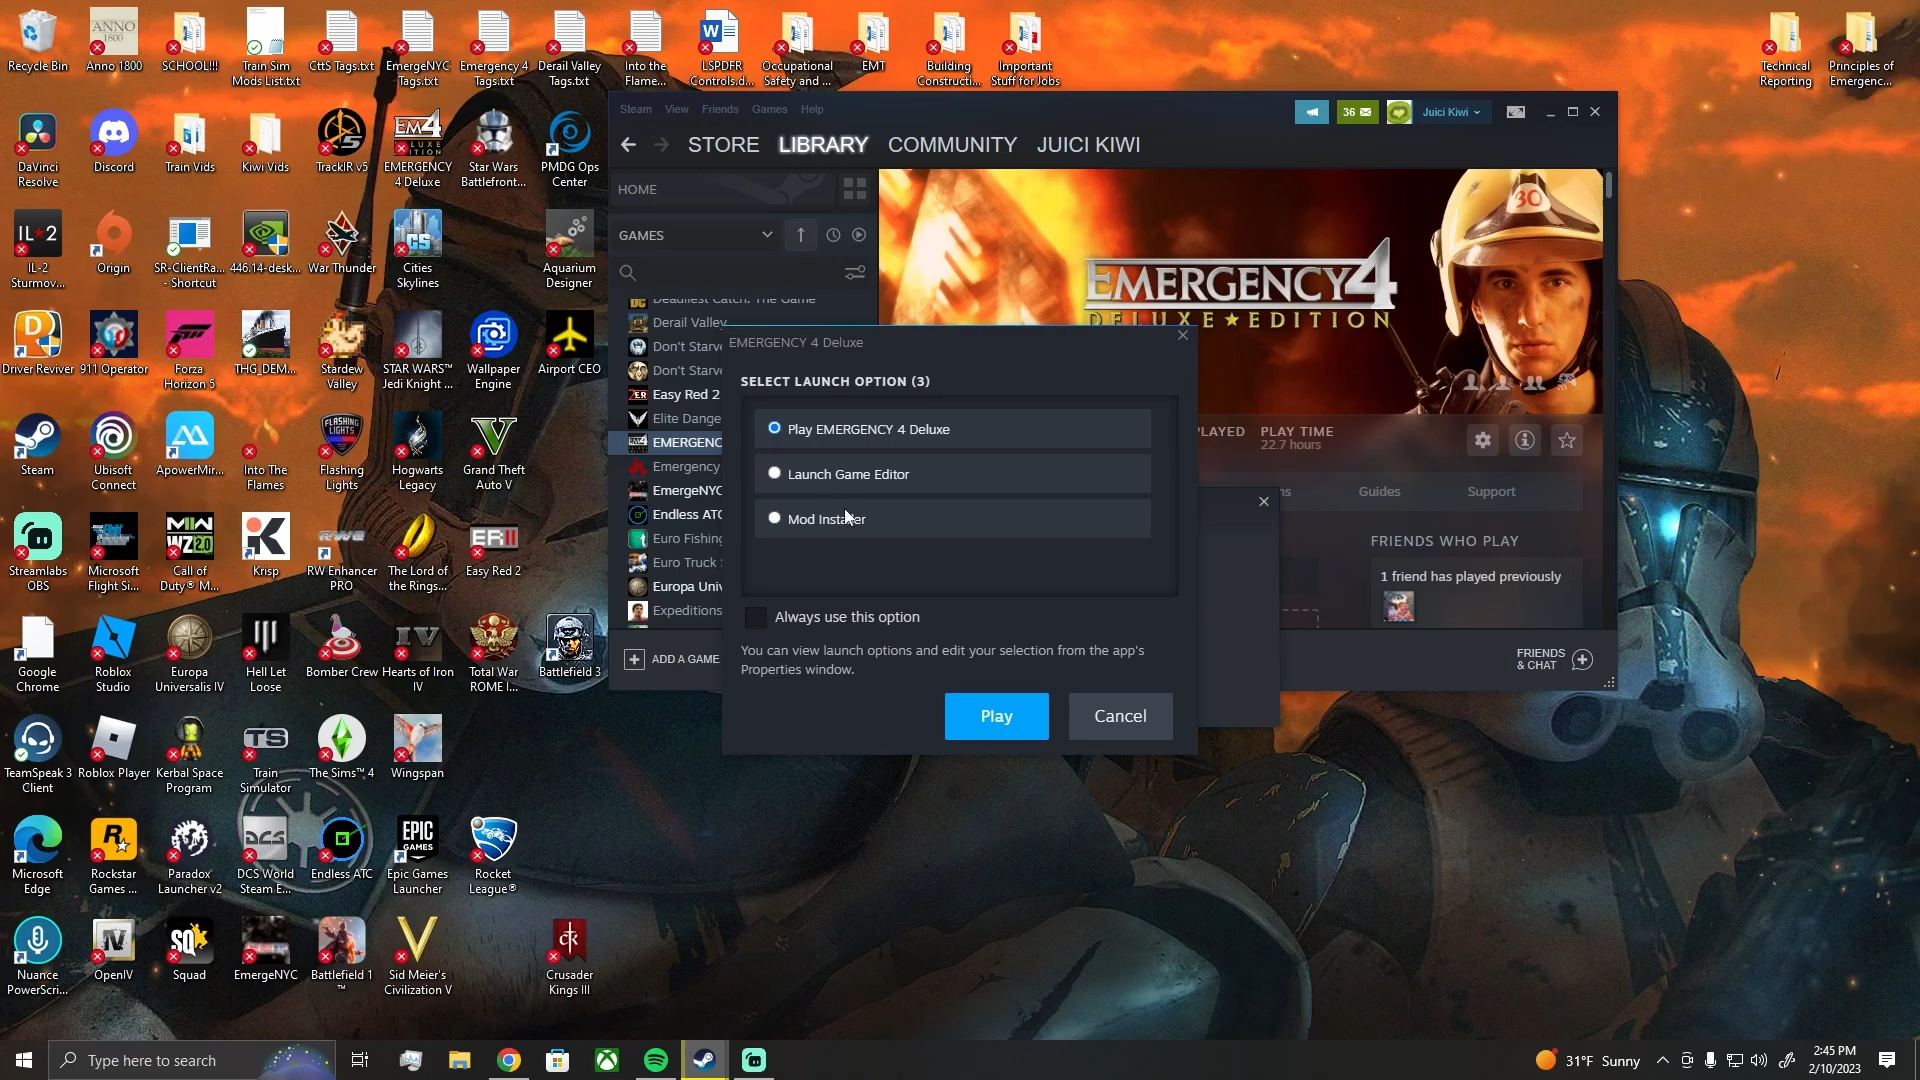 Recycle Bin
Anno 1800
SCHOOL!!!
Train Sim
Mods List.txt
CttS Tags.txt
EmergeNYC
Tags.txt
Emergency 4
Tags.txt
Derail Valley
Tags.txt
Into the
Flame...
LSPDFR
Controls.d...
Occupational
Safety and ...
EMT
Building
Constructi...
Important
Stuff for Jobs
Technical
Reporting
Principles of
Emergenc...
DaVinci
Resolve
Discord
Train Vids
Kiwi Vids
TrackIR v5
EMERGENCY
4 Deluxe
Star Wars
Battlefront...
PMDG Ops
Center
IL-2
Sturmov...
Origin
SR-ClientRa...
- Shortcut
446.14-desk...
War Thunder
Cities
Skylines
Aquarium
Designer
Driver Reviver
911 Operator
Forza
Horizon 5
THG_DEM...
Stardew
Valley
STAR WARS™
Jedi Knight ...
Wallpaper
Engine
Airport CEO
Steam
Ubisoft
Connect
ApowerMir...
Into The
Flames
Flashing
Lights
Hogwarts
Legacy
Grand Theft
Auto V
Streamlabs
OBS
Microsoft
Flight Si...
Call of
Duty® M...
Krisp
RW Enhancer
PRO
The Lord of
the Rings...
Easy Red 2
Google
Chrome
Roblox
Studio
Europa
Universalis IV
Hell Let
Loose
Bomber Crew
Hearts of Iron
IV
Total War
ROME I...
Battlefield 3
TeamSpeak 3
Client
Roblox Player
Kerbal Space
Program
Train
Simulator
The Sims™ 4
Wingspan
Microsoft
Edge
Rockstar
Games ...
Paradox
Launcher v2
DCS World
Steam E...
Endless ATC
Epic Games
Launcher
Rocket
League®
Nuance
PowerScri...
OpenIV
Squad
EmergeNYC
Battlefield 1
™
Sid Meier's
Civilization V
Crusader
Kings III
Steam View Friends Games Help
36
Juici Kiwi
STORE LIBRARY COMMUNITY JUICI KIWI
HOME
GAMES
Deadliest Catch: The Game
Derail Valley
Don't Starve
Don't Starve
Easy Red 2
Elite Dange
EMERGENC
Emergency
EmergeNYC
Endless ATC
Euro Fishing
Euro Truck S
Europa Univ
Expeditions
ADD A GAME
EMERGENCY 4
DELUXE★EDITION
30
PLAYED
PLAY TIME
22.7 hours
Guides
Support
FRIENDS WHO PLAY
1 friend has played previously
FRIENDS
& CHAT
EMERGENCY 4 Deluxe
SELECT LAUNCH OPTION (3)
Play EMERGENCY 4 Deluxe
Launch Game Editor
Mod Installer
Always use this option
You can view launch options and edit your selection from the app's
Properties window.
Play
Cancel
Type here to search
31°F Sunny
2:45 PM
2/10/2023